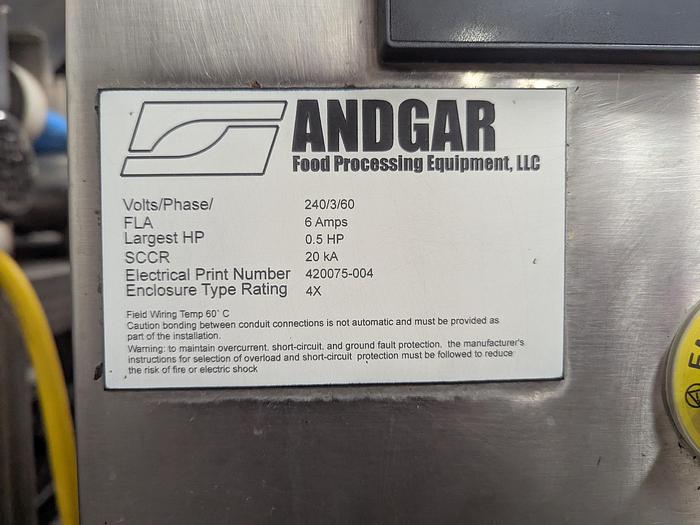 ANDGAR
Food Processing Equipment, LLC
Volts/Phase/ 240/3/60
FLA 6 Amps
Largest HP 0.5 HP
SCCR 20 kA
Electrical Print Number 420075-004
Enclosure Type Rating 4X
Field Wiring Temp 60° C
Caution bonding between conduit connections is not automatic and must be provided as
part of the installation.
Warning: to maintain overcurrent, short-circuit, and ground fault protection, the manufacturer's
instructions for selection of overload and short-circuit protection must be followed to reduce
the risk of fire or electric shock